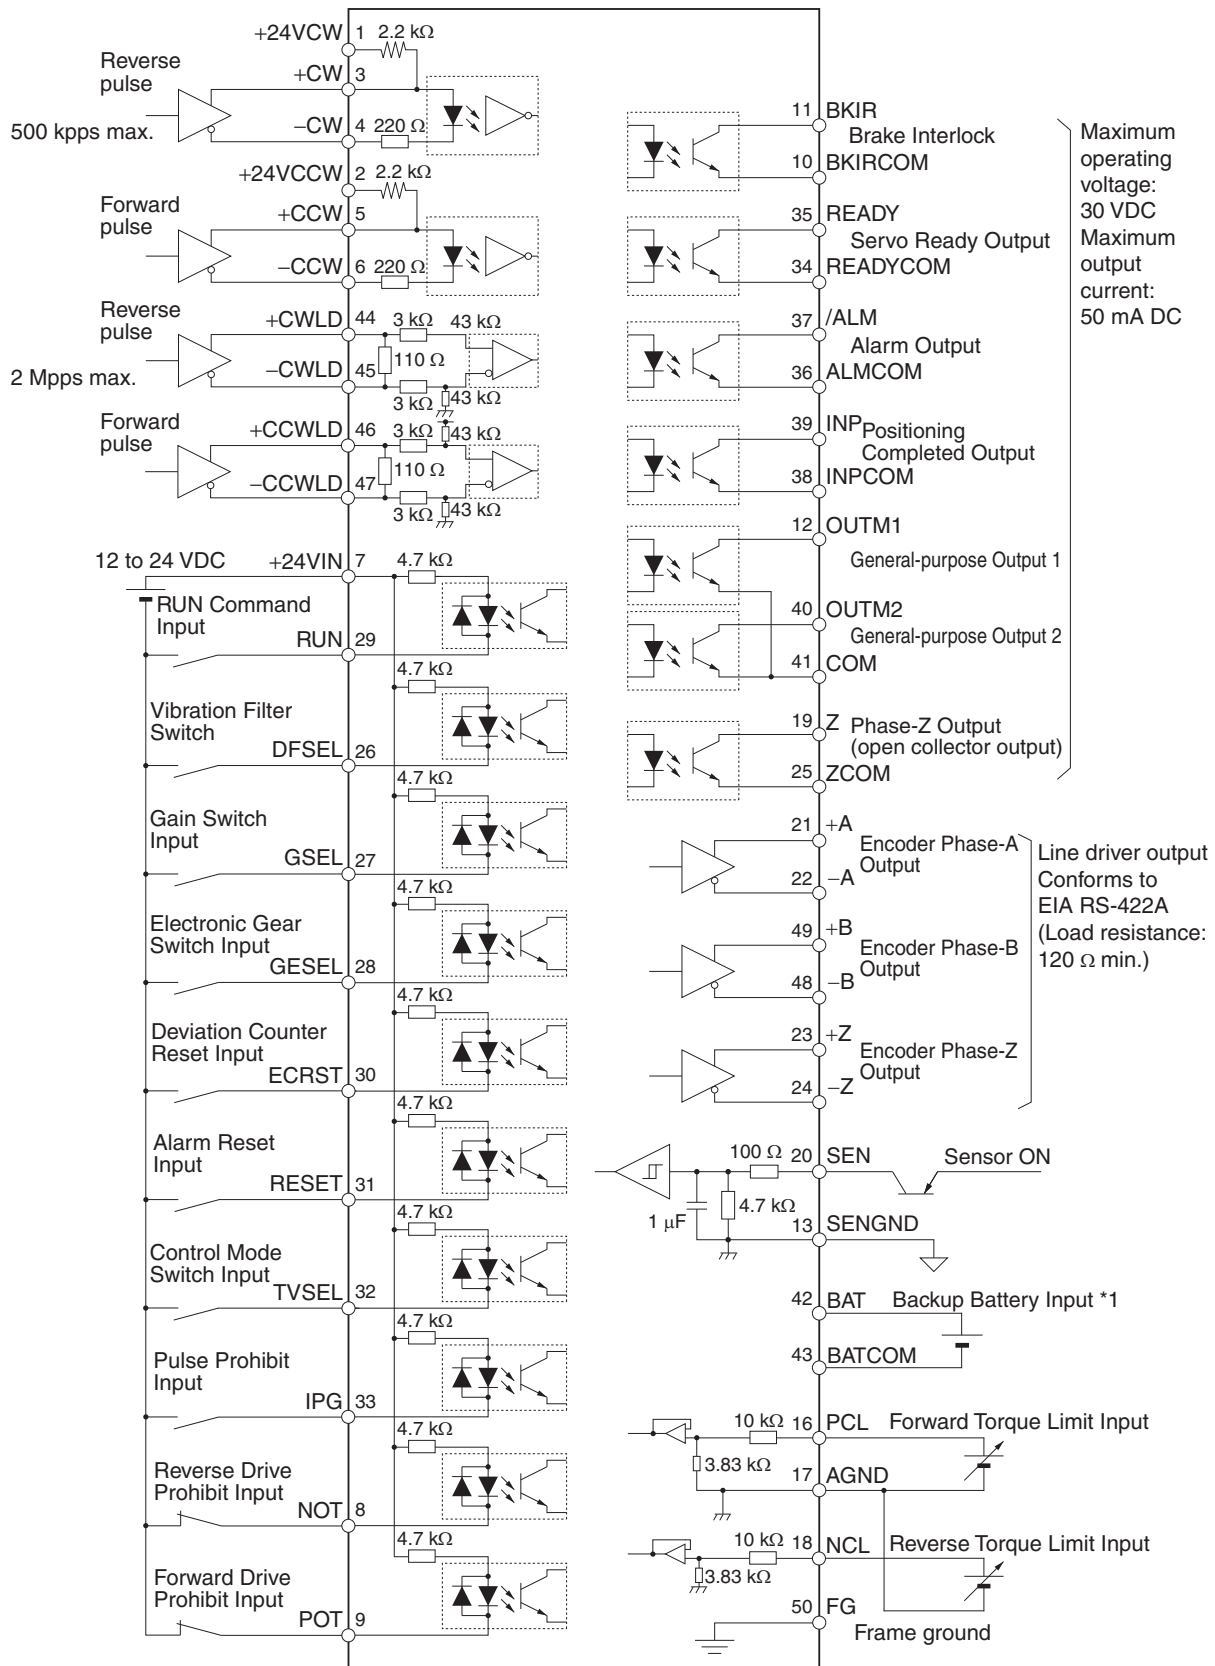 +24VCW 1 2.2 kΩ
Reverse
pulse
+CW 3
500 kpps max.
−CW 4 220 Ω
+24VCCW 2 2.2 kΩ
Forward
pulse
+CCW 5
−CCW 6 220 Ω
Reverse
pulse
+CWLD 44 3 kΩ 43 kΩ
110 Ω
2 Mpps max.
−CWLD 45
3 kΩ 43 kΩ
Forward
pulse
+CCWLD 46 3 kΩ 43 kΩ
110 Ω
−CCWLD 47
3 kΩ 43 kΩ
12 to 24 VDC +24VIN 7 4.7 kΩ
RUN Command
Input
RUN 29
4.7 kΩ
Vibration Filter
Switch
DFSEL 26
4.7 kΩ
Gain Switch
Input
GSEL 27
4.7 kΩ
Electronic Gear
Switch Input
GESEL 28
4.7 kΩ
Deviation Counter
Reset Input
ECRST 30
4.7 kΩ
Alarm Reset
Input
RESET 31
4.7 kΩ
Control Mode
Switch Input
TVSEL 32
4.7 kΩ
Pulse Prohibit
Input
IPG 33
4.7 kΩ
Reverse Drive
Prohibit Input
NOT 8
4.7 kΩ
Forward Drive
Prohibit Input
POT 9
11 BKIR
Brake Interlock
10 BKIRCOM
35 READY
Servo Ready Output
34 READYCOM
37 /ALM
Alarm Output
36 ALMCOM
39 INP Positioning
Completed Output
38 INPCOM
12 OUTM1
General-purpose Output 1
40 OUTM2
General-purpose Output 2
41 COM
19 Z Phase-Z Output
(open collector output)
25 ZCOM
Maximum
operating
voltage:
30 VDC
Maximum
output
current:
50 mA DC
21 +A
Encoder Phase-A
Output
22 −A
49 +B
Encoder Phase-B
Output
48 −B
23 +Z
Encoder Phase-Z
Output
24 −Z
Line driver output
Conforms to
EIA RS-422A
(Load resistance:
120 Ω min.)
100 Ω 20 SEN Sensor ON
4.7 kΩ
1 μF
13 SENGND
42 BAT Backup Battery Input *1
43 BATCOM
10 kΩ 16 PCL Forward Torque Limit Input
3.83 kΩ
17 AGND
10 kΩ 18 NCL Reverse Torque Limit Input
3.83 kΩ
50 FG
Frame ground